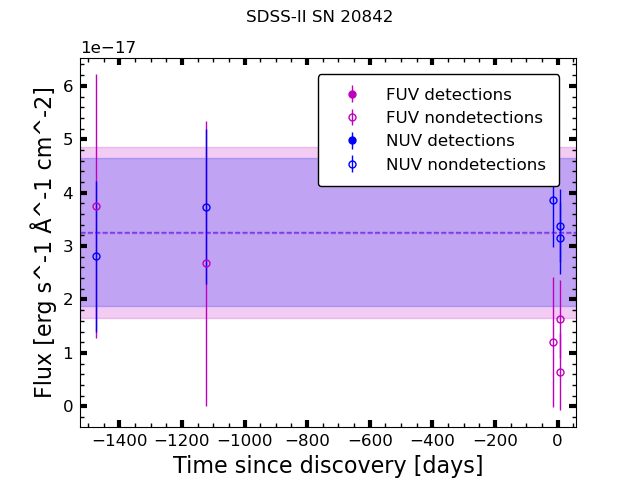 SDSS-II SN 20842
1e−17
FUV detections
FUV nondetections
NUV detections
NUV nondetections
6
5
4
3
2
1
0
Flux [erg s^-1 Å^-1 cm^-2]
−1400 −1200 −1000 −800 −600 −400 −200 0
Time since discovery [days]